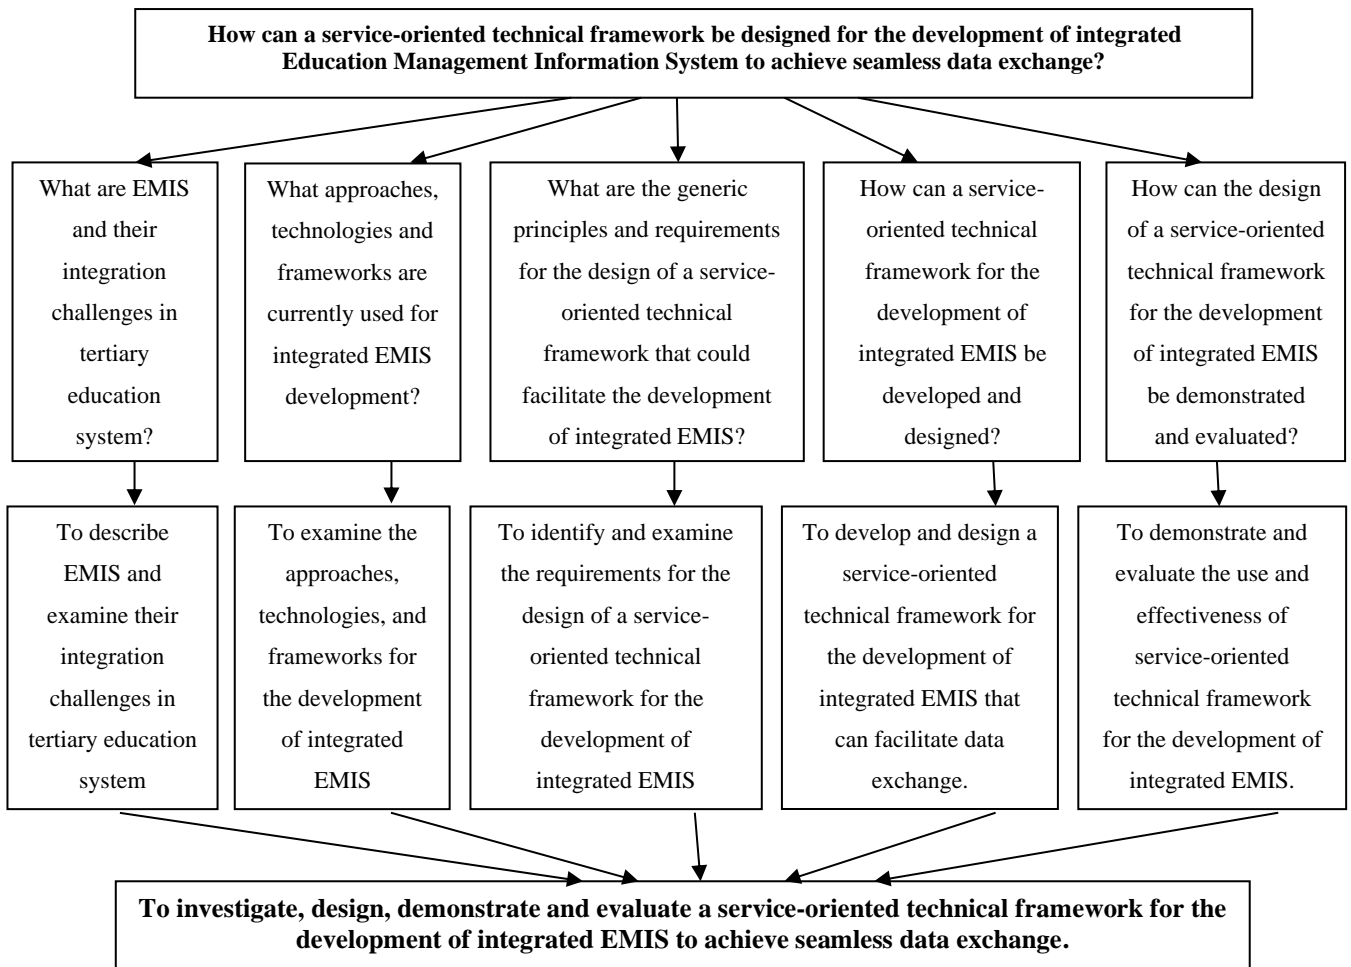 How can a service-oriented technical framework be designed for the development of integrated
Education Management Information System to achieve seamless data exchange?
What are EMIS
and their
integration
challenges in
tertiary
education
system?
What approaches,
technologies and
frameworks are
currently used for
integrated EMIS
development?
What are the generic
principles and requirements
for the design of a service-
oriented technical
framework that could
facilitate the development
of integrated EMIS?
How can a service-
oriented technical
framework for the
development of
integrated EMIS be
developed and
designed?
How can the design
of a service-oriented
technical framework
for the development
of integrated EMIS
be demonstrated
and evaluated?
To describe
EMIS and
examine their
integration
challenges in
tertiary education
system
To examine the
approaches,
technologies, and
frameworks for
the development
of integrated
EMIS
To identify and examine
the requirements for the
design of a service-
oriented technical
framework for the
development of
integrated EMIS
To develop and design a
service-oriented
technical framework for
the development of
integrated EMIS that
can facilitate data
exchange.
To demonstrate and
evaluate the use and
effectiveness of
service-oriented
technical framework
for the development of
integrated EMIS.
To investigate, design, demonstrate and evaluate a service-oriented technical framework for the
development of integrated EMIS to achieve seamless data exchange.